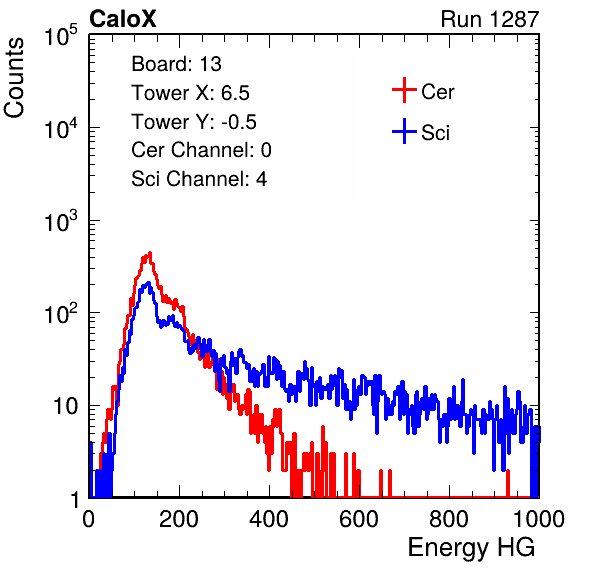 CaloX Run 1287
Counts
Board: 13
Tower X: 6.5
Tower Y: -0.5
Cer Channel: 0
Sci Channel: 4
Cer
Sci
10^5
10^4
10^3
10^2
10
1
0 200 400 600 800 1000
Energy HG